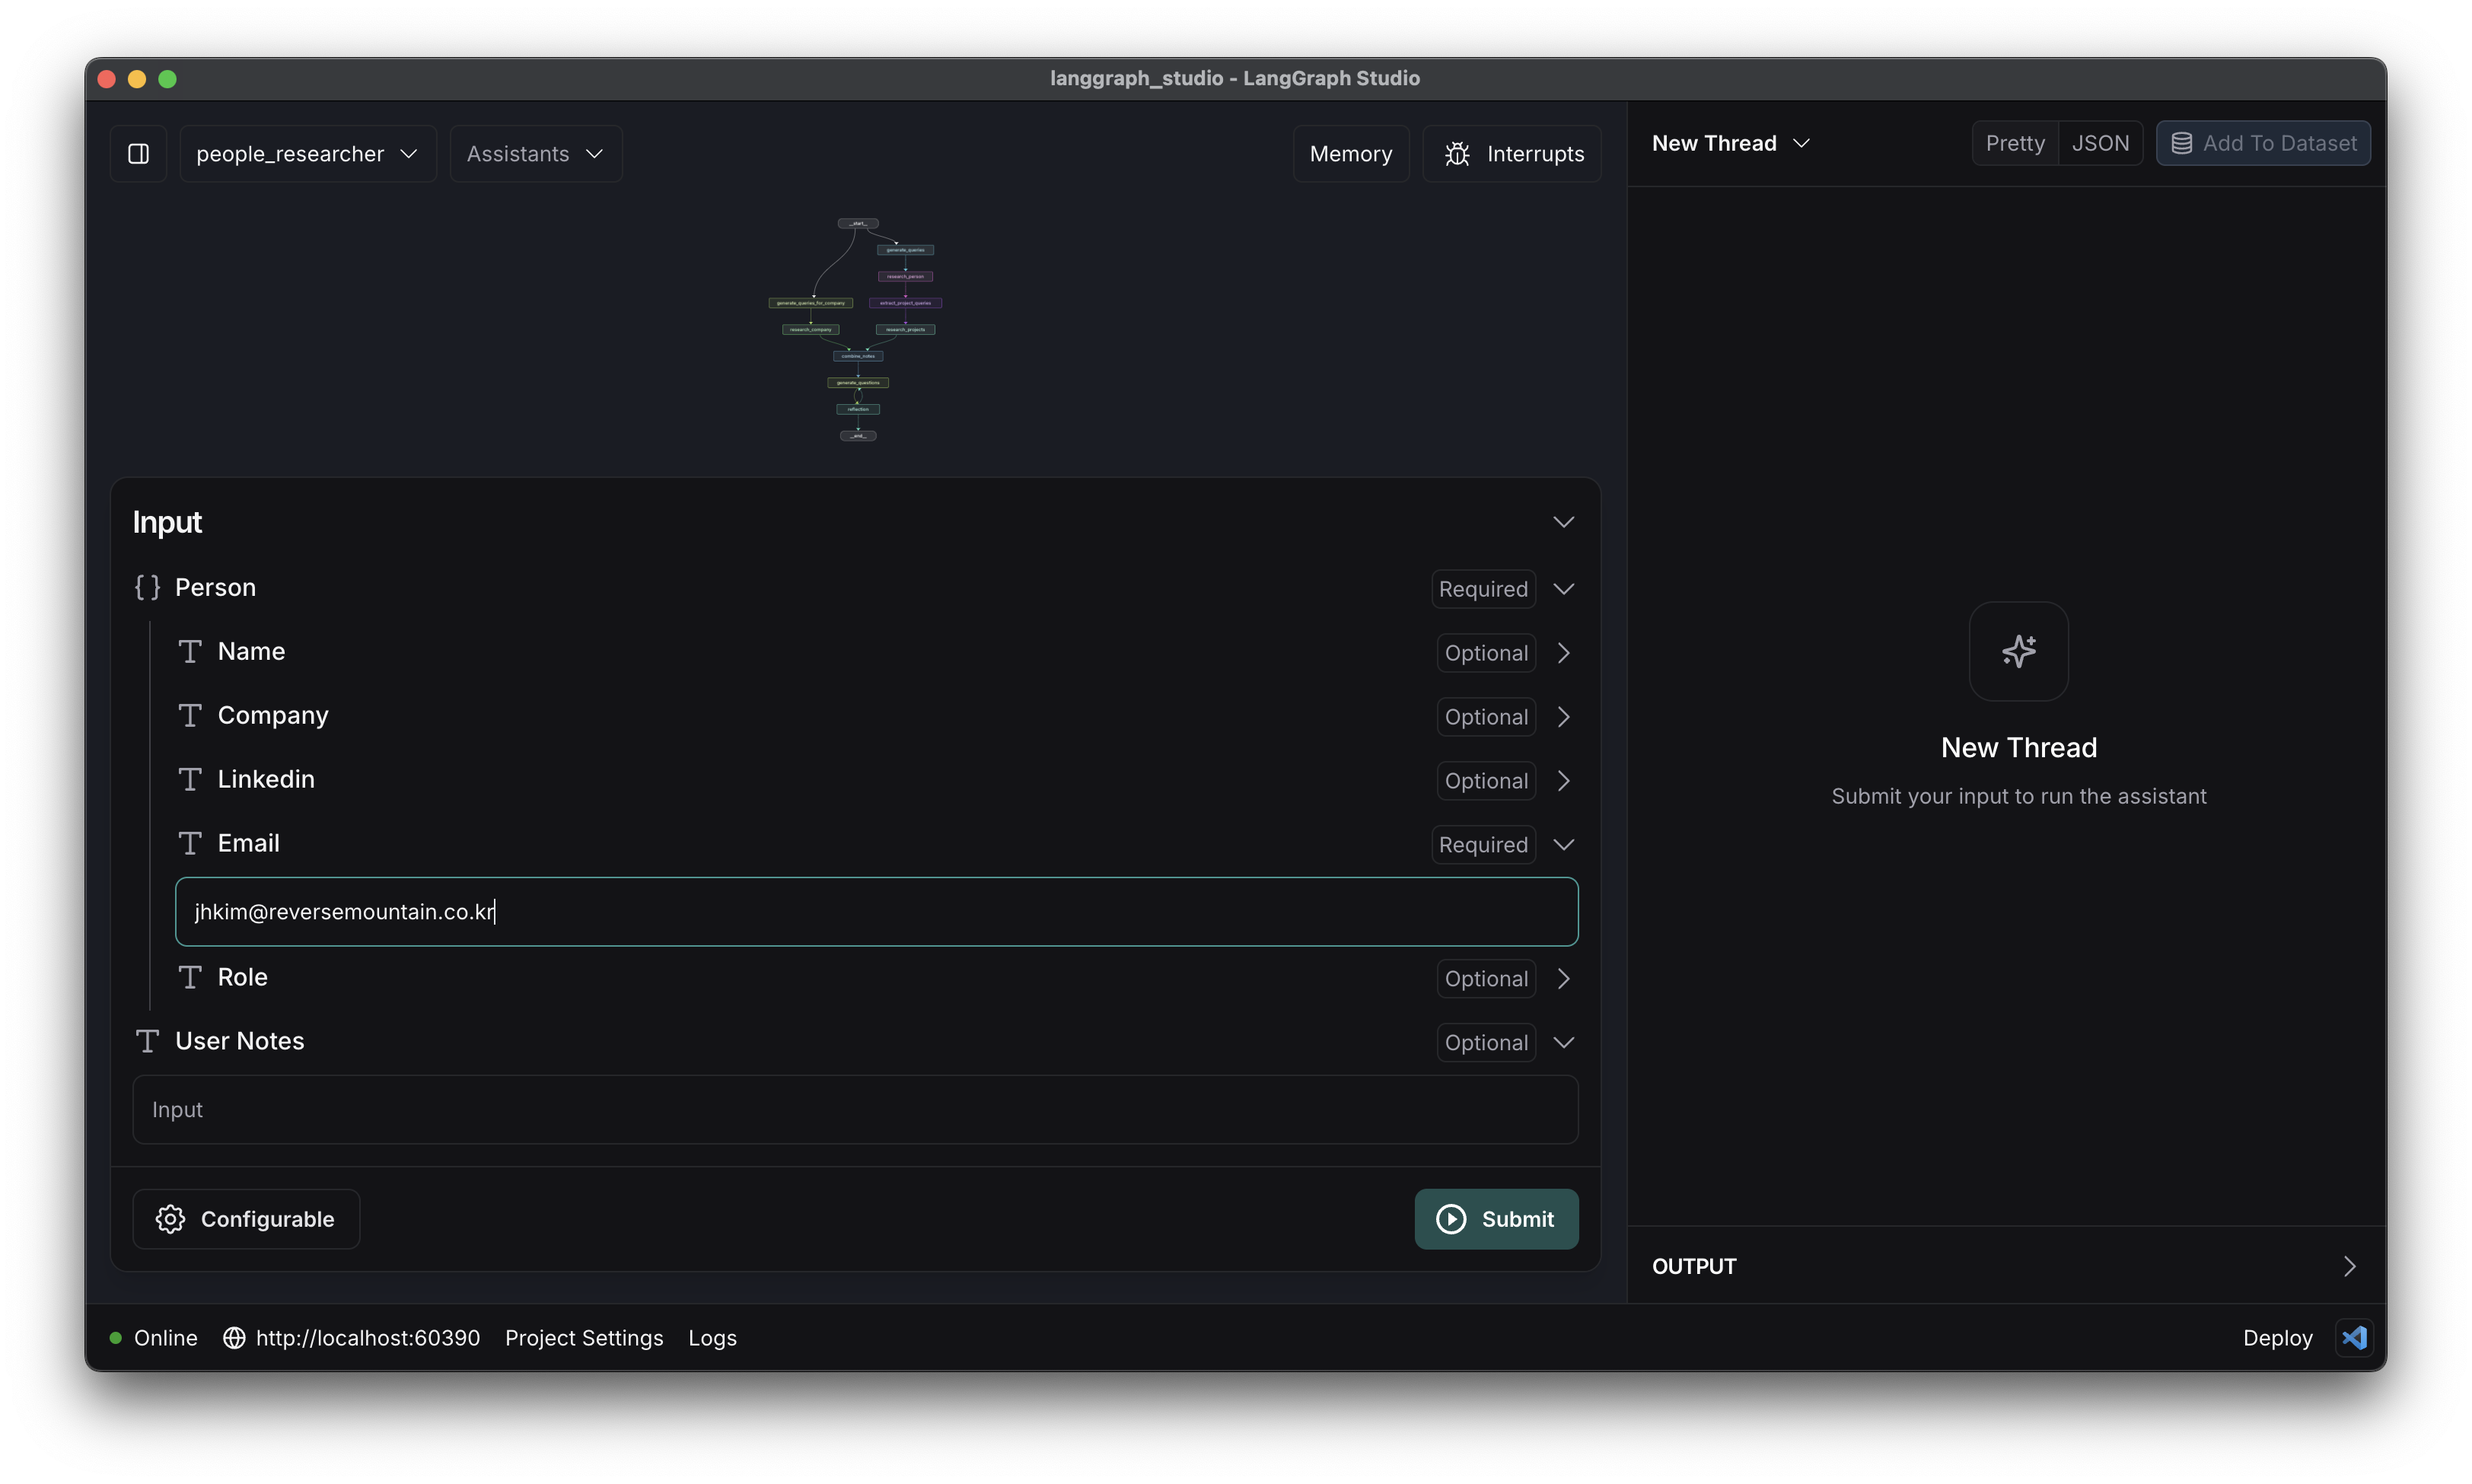 langgraph_studio - LangGraph Studio
people_researcher
Assistants
Memory
Interrupts
New Thread
Pretty
JSON
Add To Dataset
__start__
generate_queries
research_person
generate_queries_for_company
extract_project_queries
research_company
research_projects
combine_notes
generate_questions
reflection
__end__
Input
Person
Required
Name
Optional
Company
Optional
Linkedin
Optional
Email
Required
jhkim@reversemountain.co.kr
Role
Optional
User Notes
Optional
Input
Configurable
Submit
New Thread
Submit your input to run the assistant
OUTPUT
Online
http://localhost:60390
Project Settings
Logs
Deploy